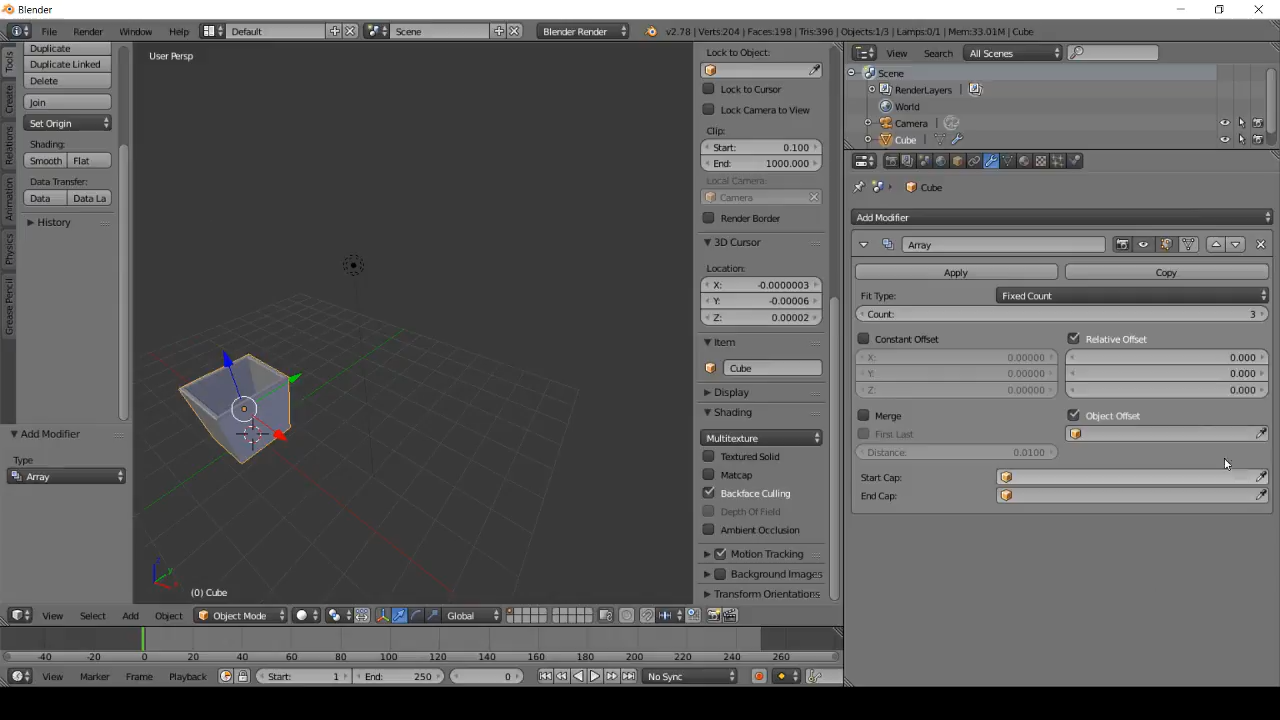 Blender
File Render Window Help Default Scene Blender Render v2.78 | Verts:204 | Faces:198 | Tris:396 | Objects:1/3 | Lamps:0/1 | Mem:33.01M | Cube
Tools
Create
Relations
Animation
Physics
Grease Pencil
Duplicate
Duplicate Linked
Delete
Join
Set Origin
Shading:
Smooth Flat
Data Transfer:
Data Data La
History
Add Modifier
Type
Array
User Persp
(0) Cube
Lock to Object:
Lock to Cursor
Lock Camera to View
Clip:
Start: 0.100
End: 1000.000
Local Camera:
Camera
Render Border
3D Cursor
Location:
X: -0.0000003
Y: -0.00006
Z: 0.00002
Item
Cube
Display
Shading
Multitexture
Textured Solid
Matcap
Backface Culling
Depth Of Field
Ambient Occlusion
Motion Tracking
Background Images
Transform Orientations
View Search All Scenes
Scene
RenderLayers
World
Camera
Cube
Cube
Add Modifier
Array
Apply Copy
Fit Type: Fixed Count
Count: 3
Constant Offset Relative Offset
X: 0.00000 0.000
Y: 0.00000 0.000
Z: 0.00000 0.000
Merge Object Offset
First Last
Distance: 0.0100
Start Cap:
End Cap:
View Select Add Object Object Mode Global
-40 -20 0 20 40 60 80 100 120 140 160 180 200 220 240 260
View Marker Frame Playback Start: 1 End: 250 0 No Sync